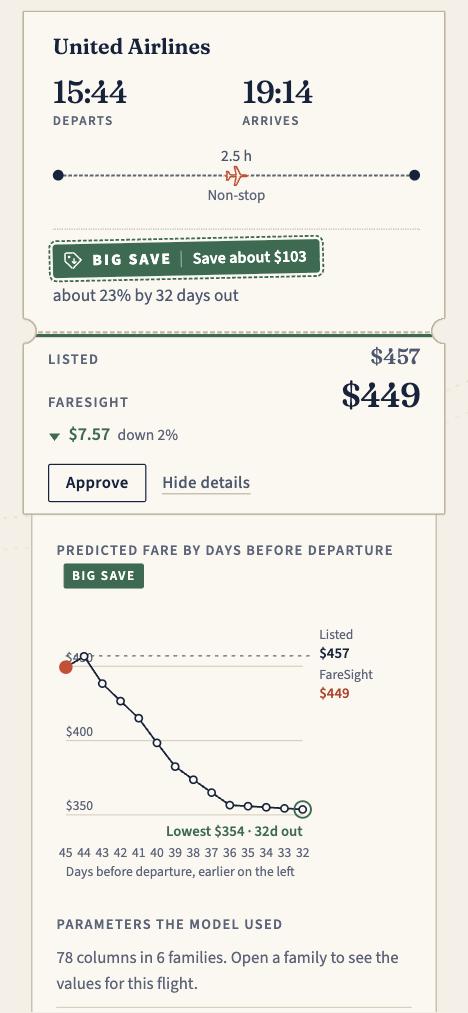 United Airlines
15:44 19:14
DEPARTS ARRIVES
2.5 h
Non-stop
BIG SAVE Save about $103
about 23% by 32 days out
LISTED $457
FARESIGHT $449
$7.57 down 2%
Approve Hide details
PREDICTED FARE BY DAYS BEFORE DEPARTURE
BIG SAVE
Listed
$457
FareSight
$449
$450
$400
$350
Lowest $354 · 32d out
45 44 43 42 41 40 39 38 37 36 35 34 33 32
Days before departure, earlier on the left
PARAMETERS THE MODEL USED
78 columns in 6 families. Open a family to see the
values for this flight.